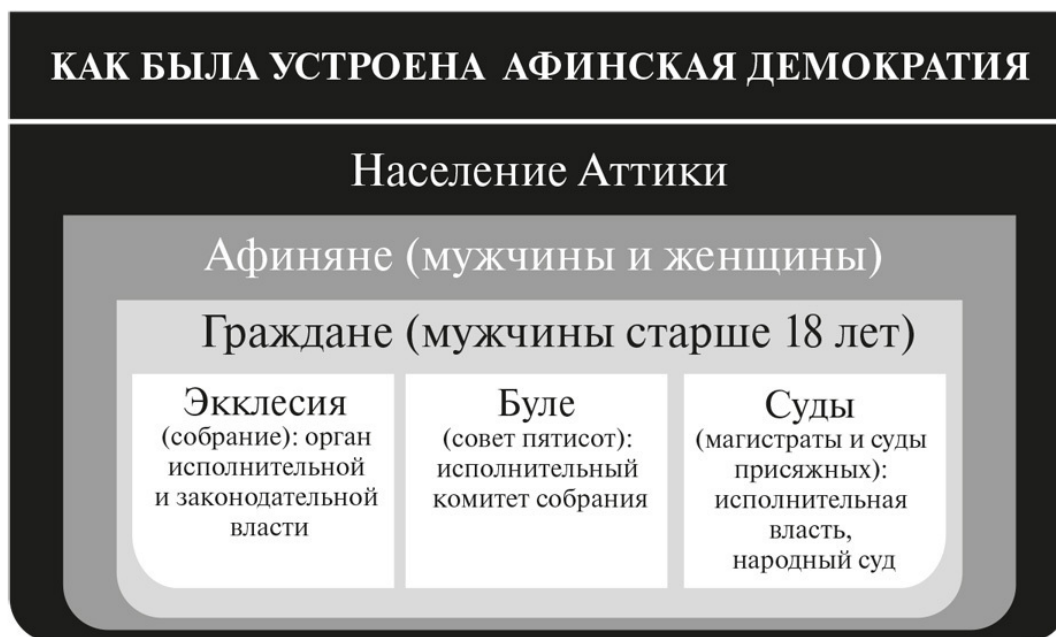 КАК БЫЛА УСТРОЕНА АФИНСКАЯ ДЕМОКРАТИЯ
Население Аттики
Афиняне (мужчины и женщины)
Граждане (мужчины старше 18 лет)
Экклесия
(собрание): орган
исполнительной
и законодательной
власти
Буле
(совет пятисот):
исполнительный
комитет собрания
Суды
(магистраты и суды
присяжных):
исполнительная
власть,
народный суд